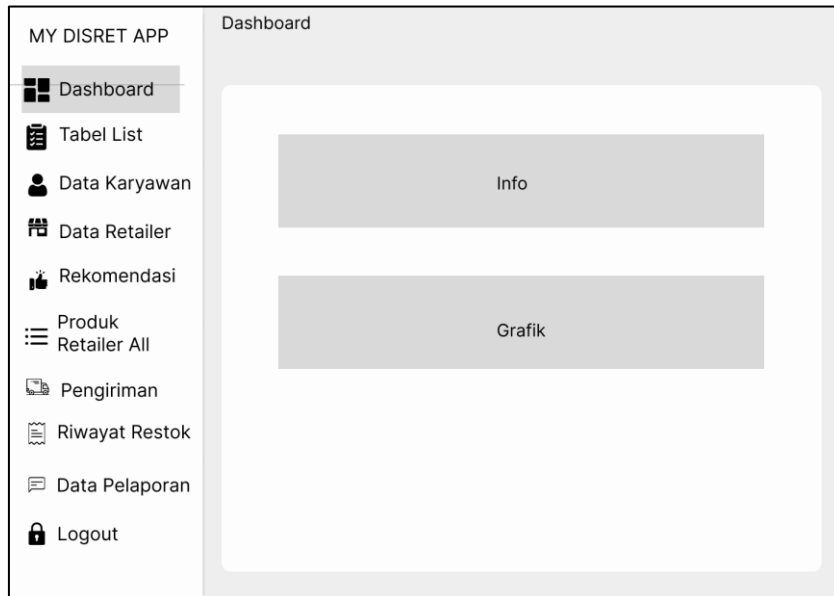 MY DISRET APP
Dashboard
Tabel List
Data Karyawan
Data Retailer
Rekomendasi
Produk
Retailer All
Pengiriman
Riwayat Restok
Data Pelaporan
Logout
Dashboard
Info
Grafik